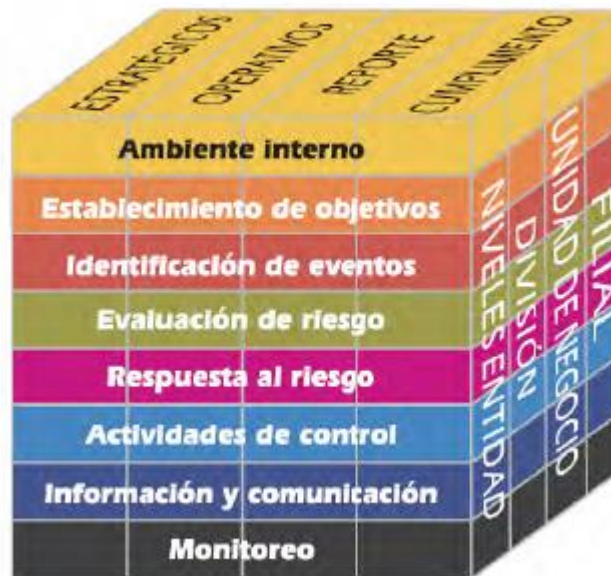 ESTRATÉGICOS
OPERATIVOS
REPORTE
CUMPLIMIENTO
Ambiente interno
Establecimiento de objetivos
Identificación de eventos
Evaluación de riesgo
Respuesta al riesgo
Actividades de control
Información y comunicación
Monitoreo
NIVELES ENTIDAD
DIVISIÓN
UNIDAD DE NEGOCIO
FILIAL